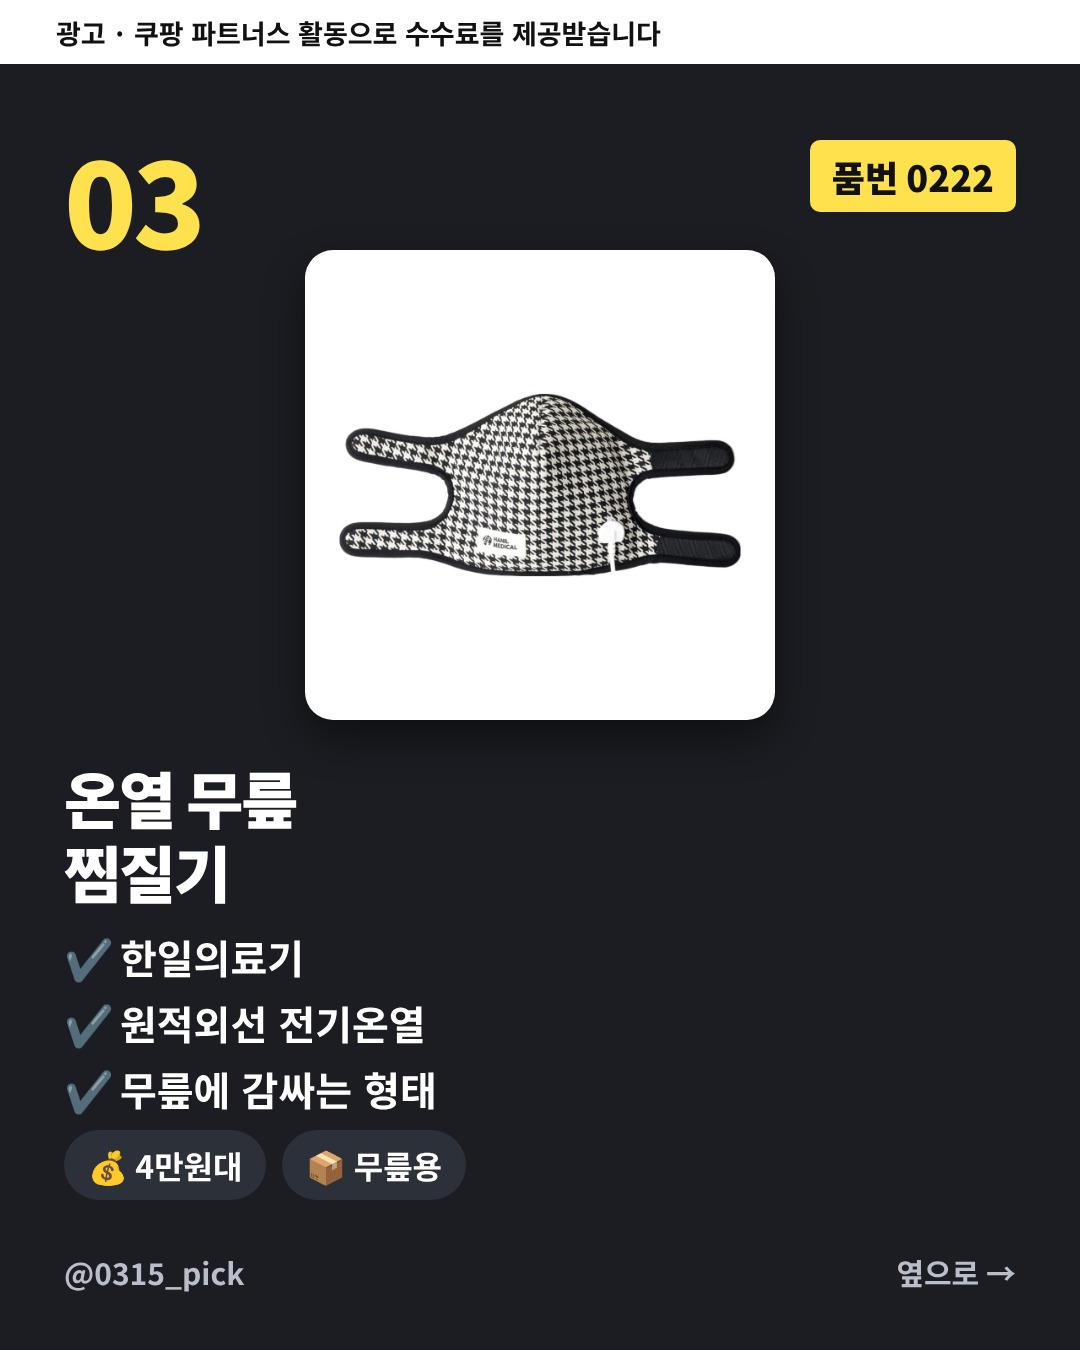 광고 · 쿠팡 파트너스 활동으로 수수료를 제공받습니다
03
품번 0222
HANIL
MEDICAL
온열 무릎
찜질기
✔️ 한일의료기
✔️ 원적외선 전기온열
✔️ 무릎에 감싸는 형태
💰 4만원대
📦 무릎용
@0315_pick
옆으로 →